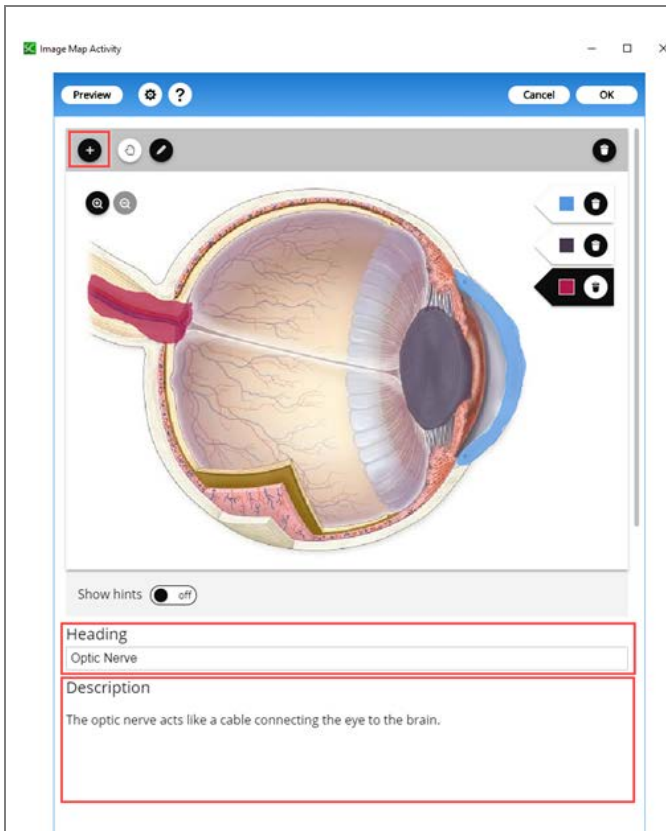 SC Image Map Activity
Preview ? Cancel OK
Show hints off
Heading
Optic Nerve
Description
The optic nerve acts like a cable connecting the eye to the brain.